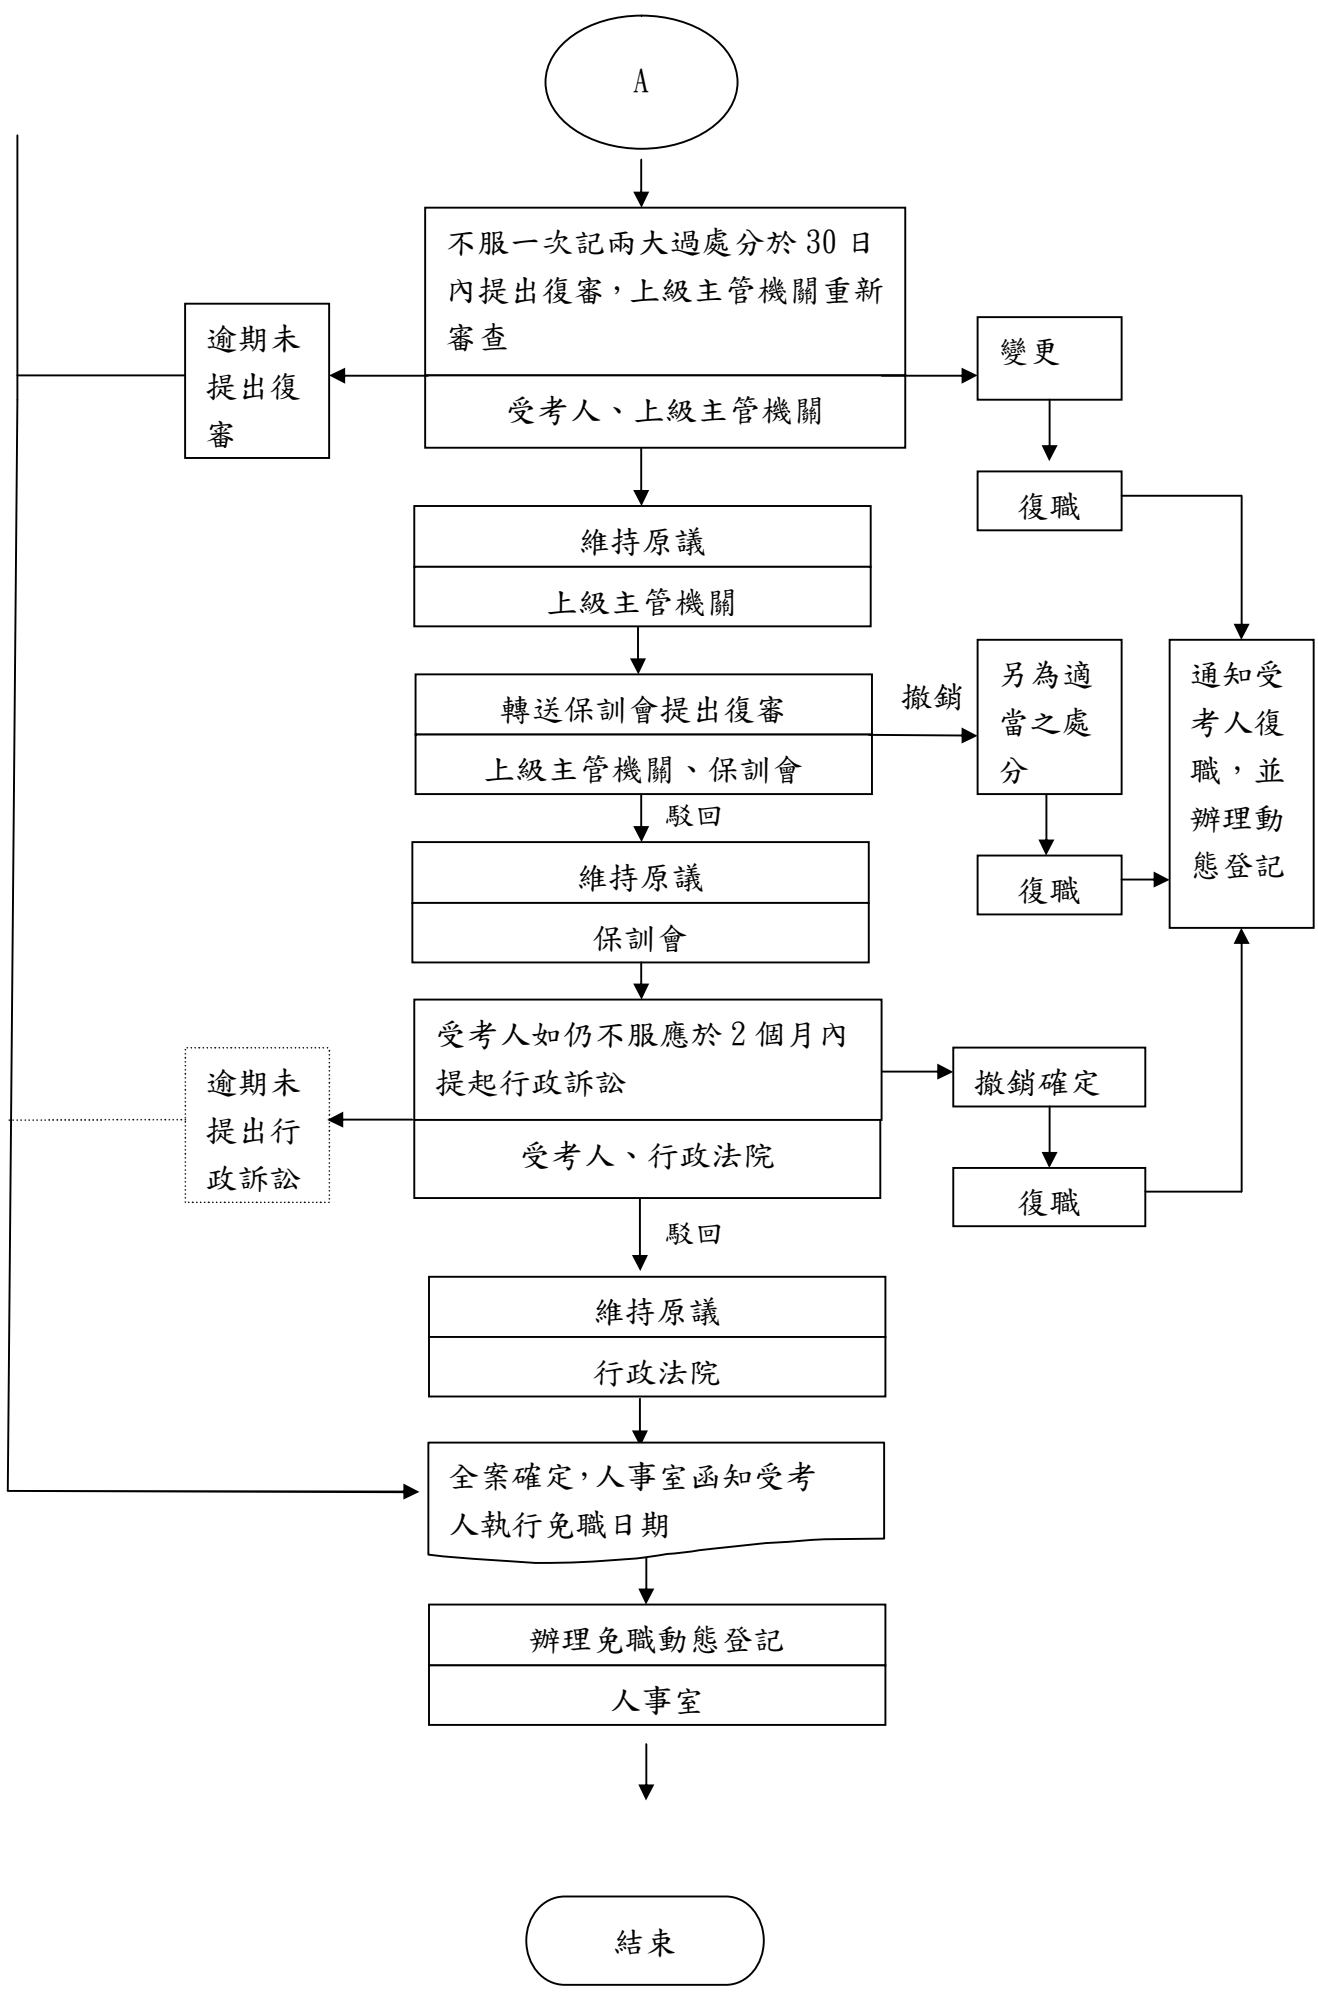 A
不服一次記兩大過處分於 30 日
內提出復審，上級主管機關重新
審查
受考人、上級主管機關
逾期未
提出復
審
變更
復職
維持原議
上級主管機關
轉送保訓會提出復審
上級主管機關、保訓會
撤銷
另為適
當之處
分
復職
通知受
考人復
職，並
辦理動
態登記
駁回
維持原議
保訓會
受考人如仍不服應於 2 個月內
提起行政訴訟
受考人、行政法院
逾期未
提出行
政訴訟
撤銷確定
復職
駁回
維持原議
行政法院
全案確定，人事室函知受考
人執行免職日期
辦理免職動態登記
人事室
結束